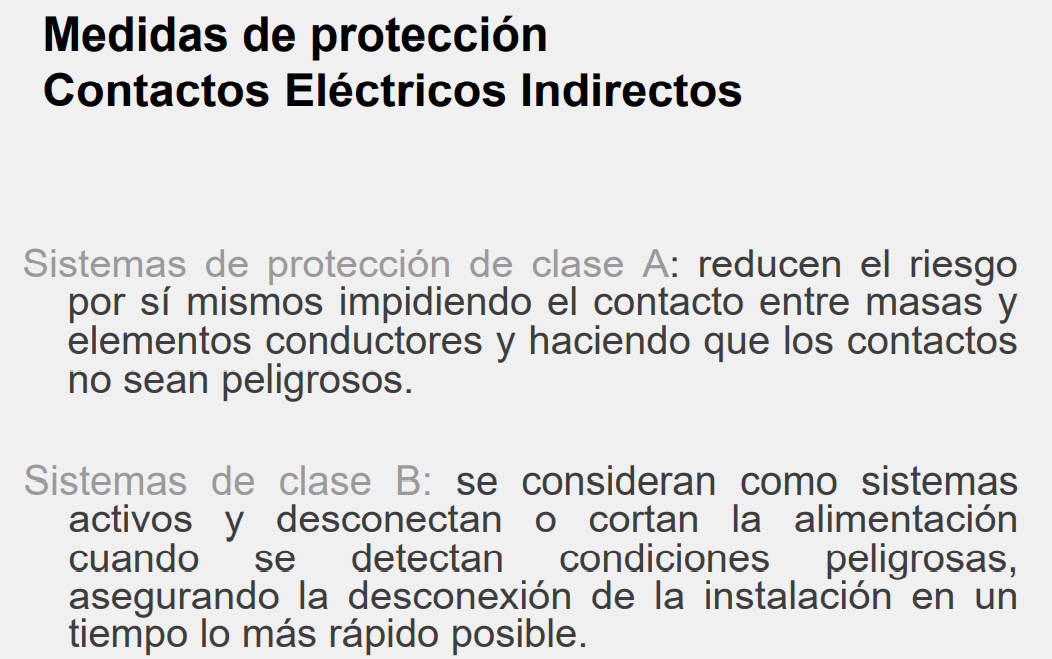 Medidas de protección
Contactos Eléctricos Indirectos
Sistemas de protección de clase A: reducen el riesgo
por sí mismos impidiendo el contacto entre masas y
elementos conductores y haciendo que los contactos
no sean peligrosos.
Sistemas de clase B: se consideran como sistemas
activos y desconectan o cortan la alimentación
cuando se detectan condiciones peligrosas,
asegurando la desconexión de la instalación en un
tiempo lo más rápido posible.